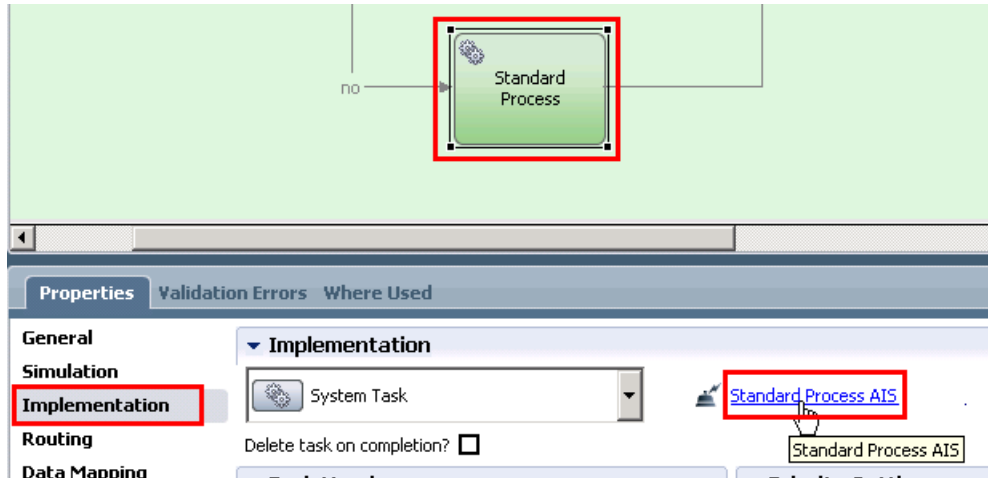 no
Standard
Process
Properties Validation Errors Where Used
General
Implementation
Simulation
System Task
Standard Process AIS
Implementation
Routing
Delete task on completion?
Standard Process AIS
Data Mapping